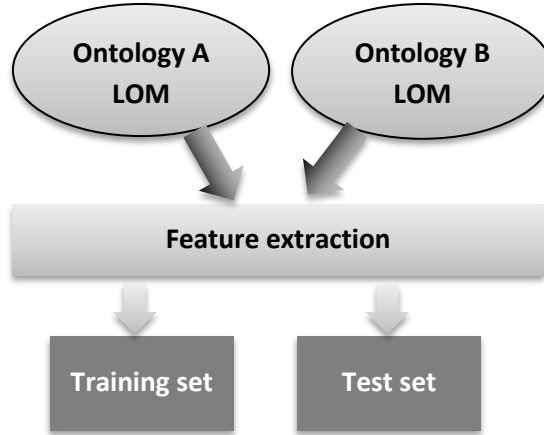 Ontology A
LOM
Ontology B
LOM
Feature extraction
Training set
Test set